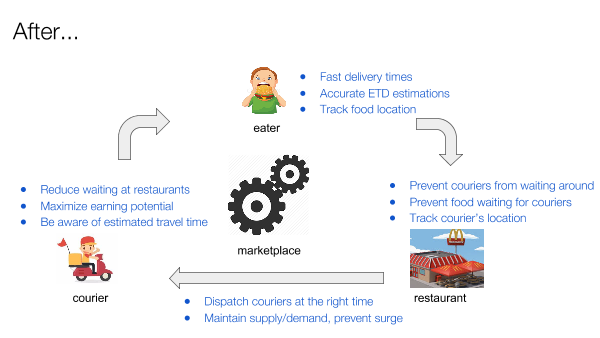 After...
Fast delivery times
Accurate ETD estimations
Track food location
eater
Reduce waiting at restaurants
Maximize earning potential
Be aware of estimated travel time
courier
marketplace
Prevent couriers from waiting around
Prevent food waiting for couriers
Track courier's location
restaurant
Dispatch couriers at the right time
Maintain supply/demand, prevent surge